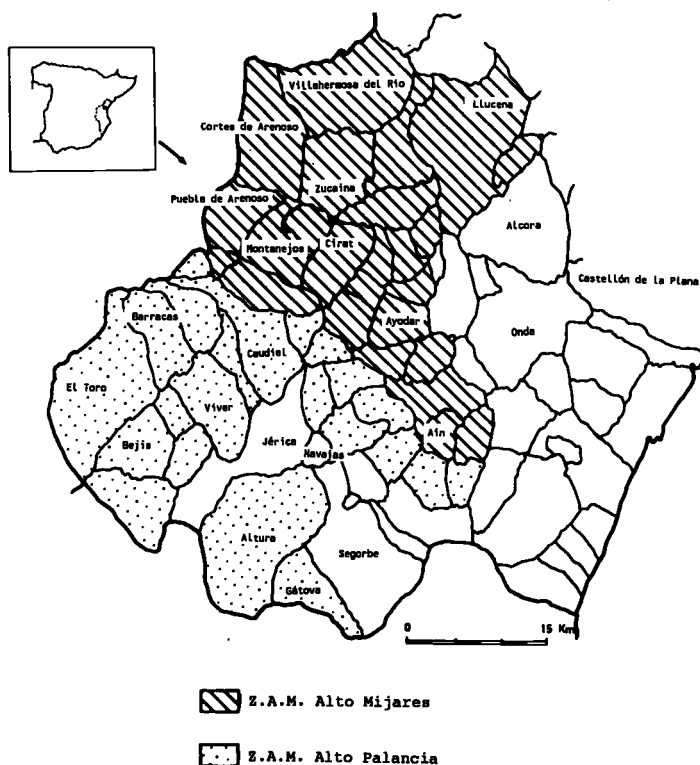 Villahermosa del Río
Llucena
Cortes de Arenoso
Zucaina
Puebla de Arenoso
Alcora
Montanejos
Cirat
Castellón de la Plana
Barracas
Ayodar
Onda
Caudiel
El Toro
Viver
Ain
Bejis
Jérica
Navajas
Altura
Segorbe
Gátova
0 15 Km
Z.A.M. Alto Mijares
Z.A.M. Alto Palancia